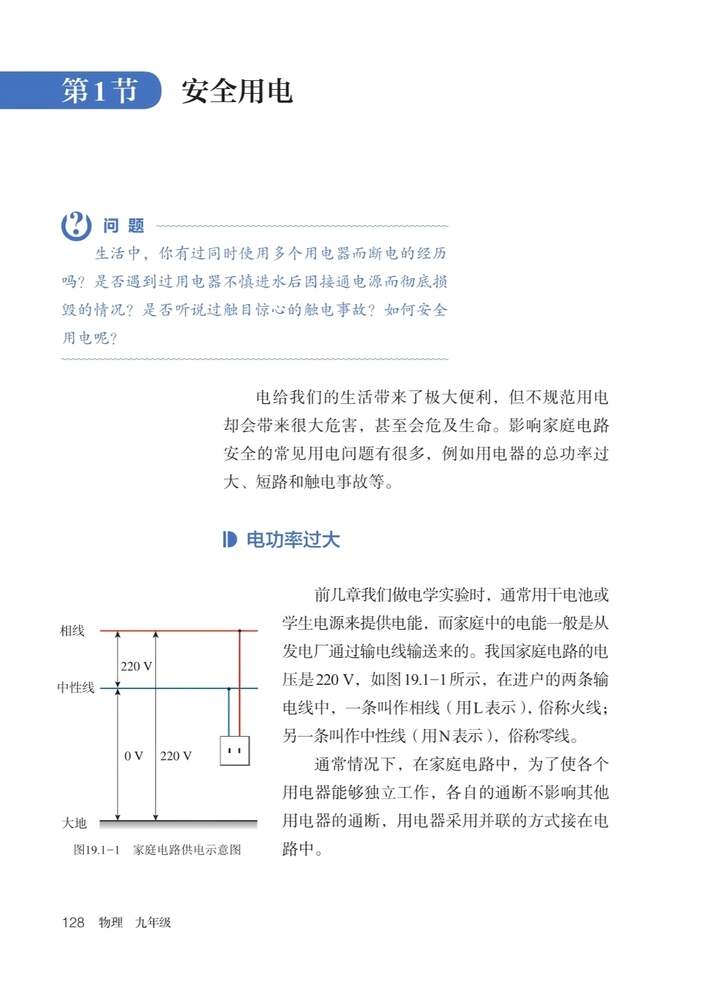 第1节 安全用电
问 题
生活中，你有过同时使用多个用电器而断电的经历
吗？是否遇到过用电器不慎进水后因接通电源而彻底损
毁的情况？是否听说过触目惊心的触电事故？如何安全
用电呢？
电给我们的生活带来了极大便利，但不规范用电
却会带来很大危害，甚至会危及生命。影响家庭电路
安全的常见用电问题有很多，例如用电器的总功率过
大、短路和触电事故等。
电功率过大
前几章我们做电学实验时，通常用干电池或
学生电源来提供电能，而家庭中的电能一般是从
发电厂通过输电线输送来的。我国家庭电路的电
压是220 V，如图19.1-1所示，在进户的两条输
电线中，一条叫作相线（用L表示），俗称火线；
另一条叫作中性线（用N表示），俗称零线。
通常情况下，在家庭电路中，为了使各个
用电器能够独立工作，各自的通断不影响其他
用电器的通断，用电器采用并联的方式接在电
路中。
相线
220 V
中性线
0 V
220 V
大地
图19.1-1 家庭电路供电示意图
128 物理 九年级